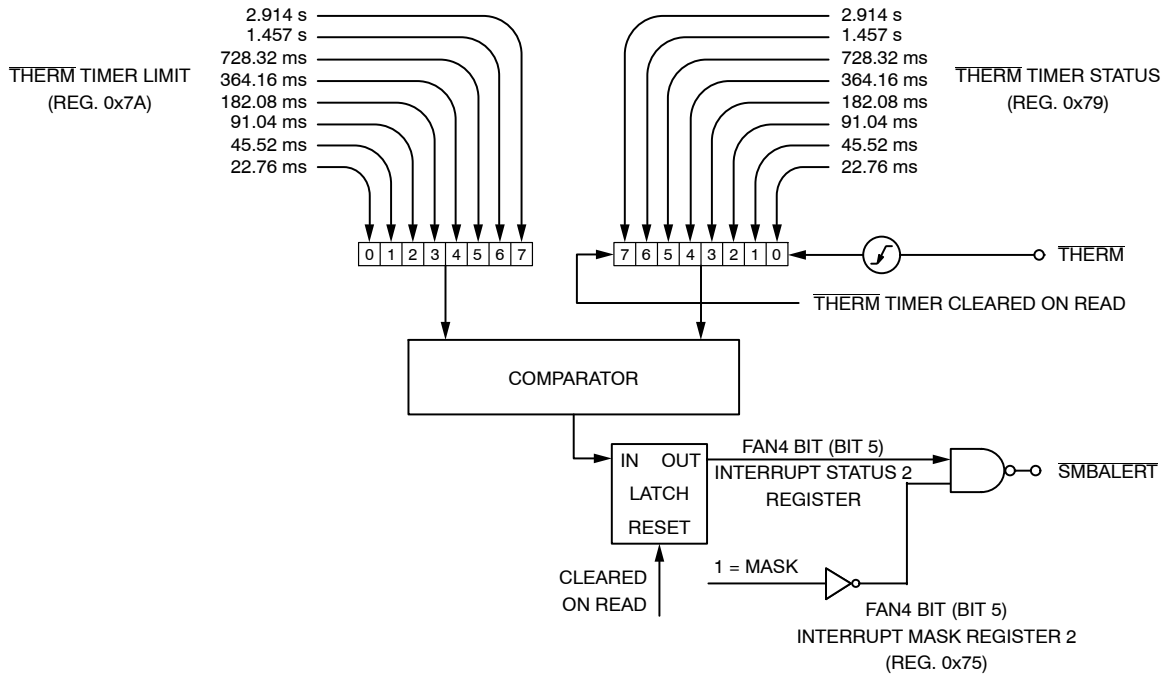 2.914 s
1.457 s
728.32 ms
364.16 ms
182.08 ms
91.04 ms
45.52 ms
22.76 ms
THERM TIMER LIMIT
(REG. 0x7A)
2.914 s
1.457 s
728.32 ms
364.16 ms
182.08 ms
91.04 ms
45.52 ms
22.76 ms
THERM TIMER STATUS
(REG. 0x79)
0 1 2 3 4 5 6 7
7 6 5 4 3 2 1 0
THERM
THERM TIMER CLEARED ON READ
COMPARATOR
IN OUT
LATCH
RESET
FAN4 BIT (BIT 5)
INTERRUPT STATUS 2
REGISTER
SMBALERT
CLEARED
ON READ
1 = MASK
FAN4 BIT (BIT 5)
INTERRUPT MASK REGISTER 2
(REG. 0x75)